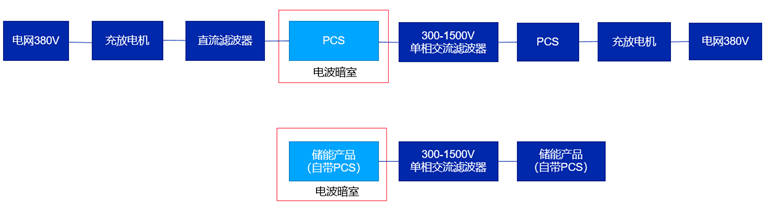 电网380V
充放电机
直流滤波器
PCS
300-1500V
单相交流滤波器
PCS
充放电机
电网380V
电波暗室
储能产品
(自带PCS)
300-1500V
单相交流滤波器
储能产品
(自带PCS)
电波暗室